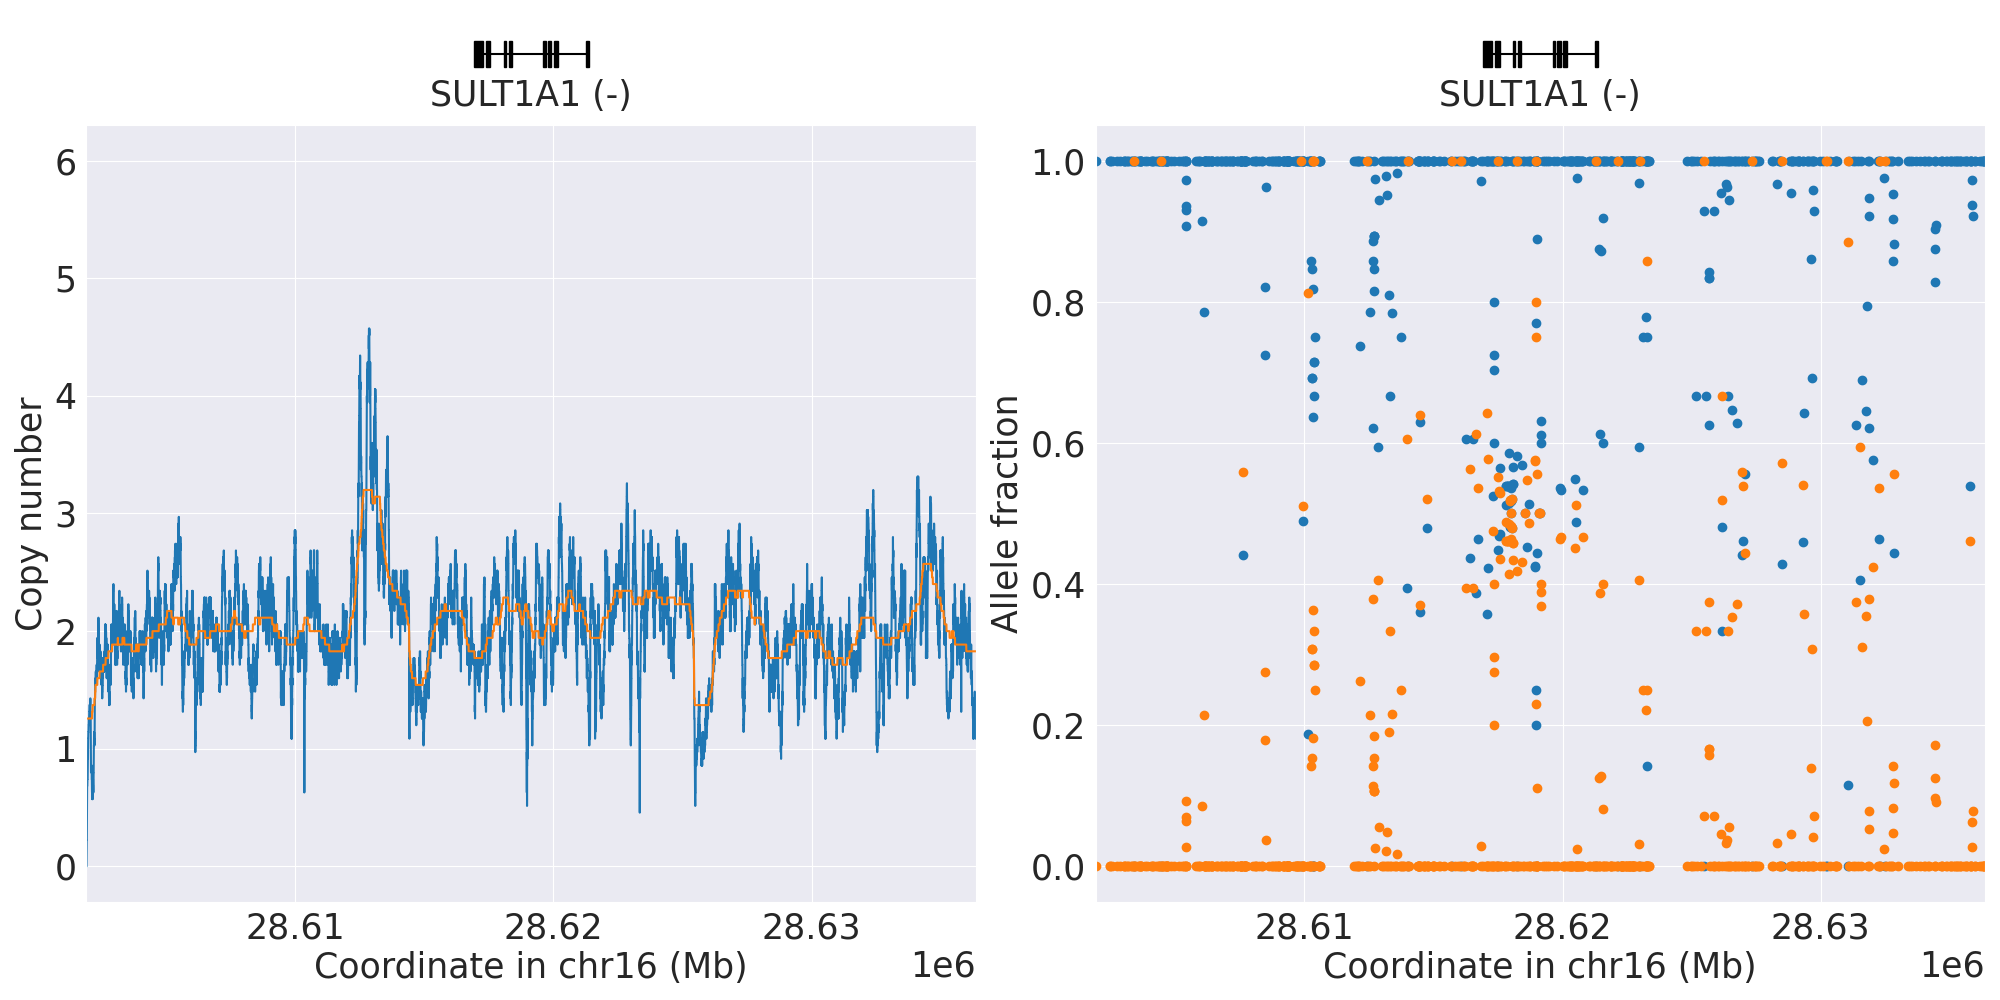 SULT1A1 (-)
Copy number
6
5
4
3
2
1
0
28.61
28.62
28.63
Coordinate in chr16 (Mb)
1e6
SULT1A1 (-)
Allele fraction
1.0
0.8
0.6
0.4
0.2
0.0
28.61
28.62
28.63
Coordinate in chr16 (Mb)
1e6